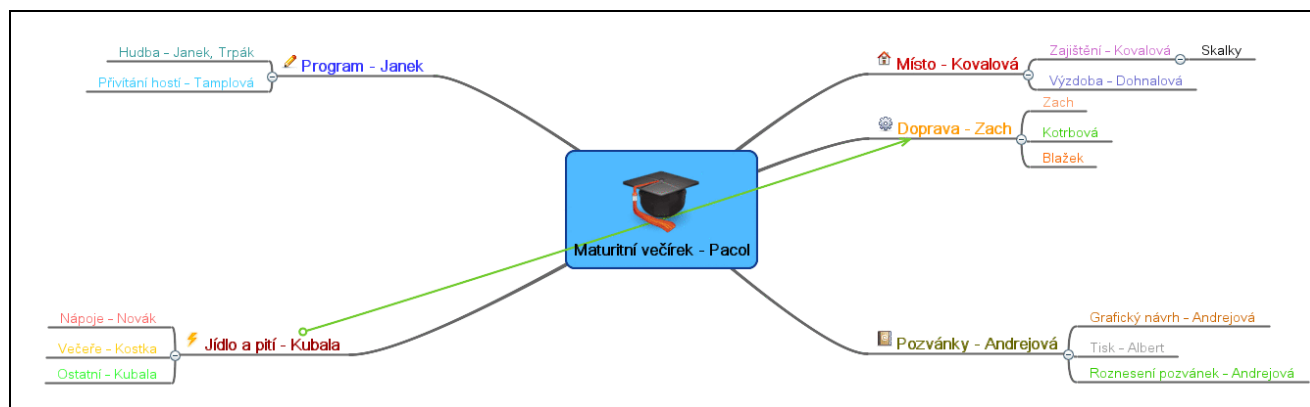 Hudba - Janek, Trpák
Přivítání hostí - Tamplová
Program - Janek
Místo - Kovalová
Zajištění - Kovalová
Skalky
Výzdoba - Dohnalová
Doprava - Zach
Zach
Kotrbová
Blažek
Maturitní večírek - Pacol
Nápoje - Novák
Večeře - Kostka
Ostatní - Kubala
Jídlo a pití - Kubala
Pozvánky - Andrejová
Grafický návrh - Andrejová
Tisk - Albert
Roznesení pozvánek - Andrejová